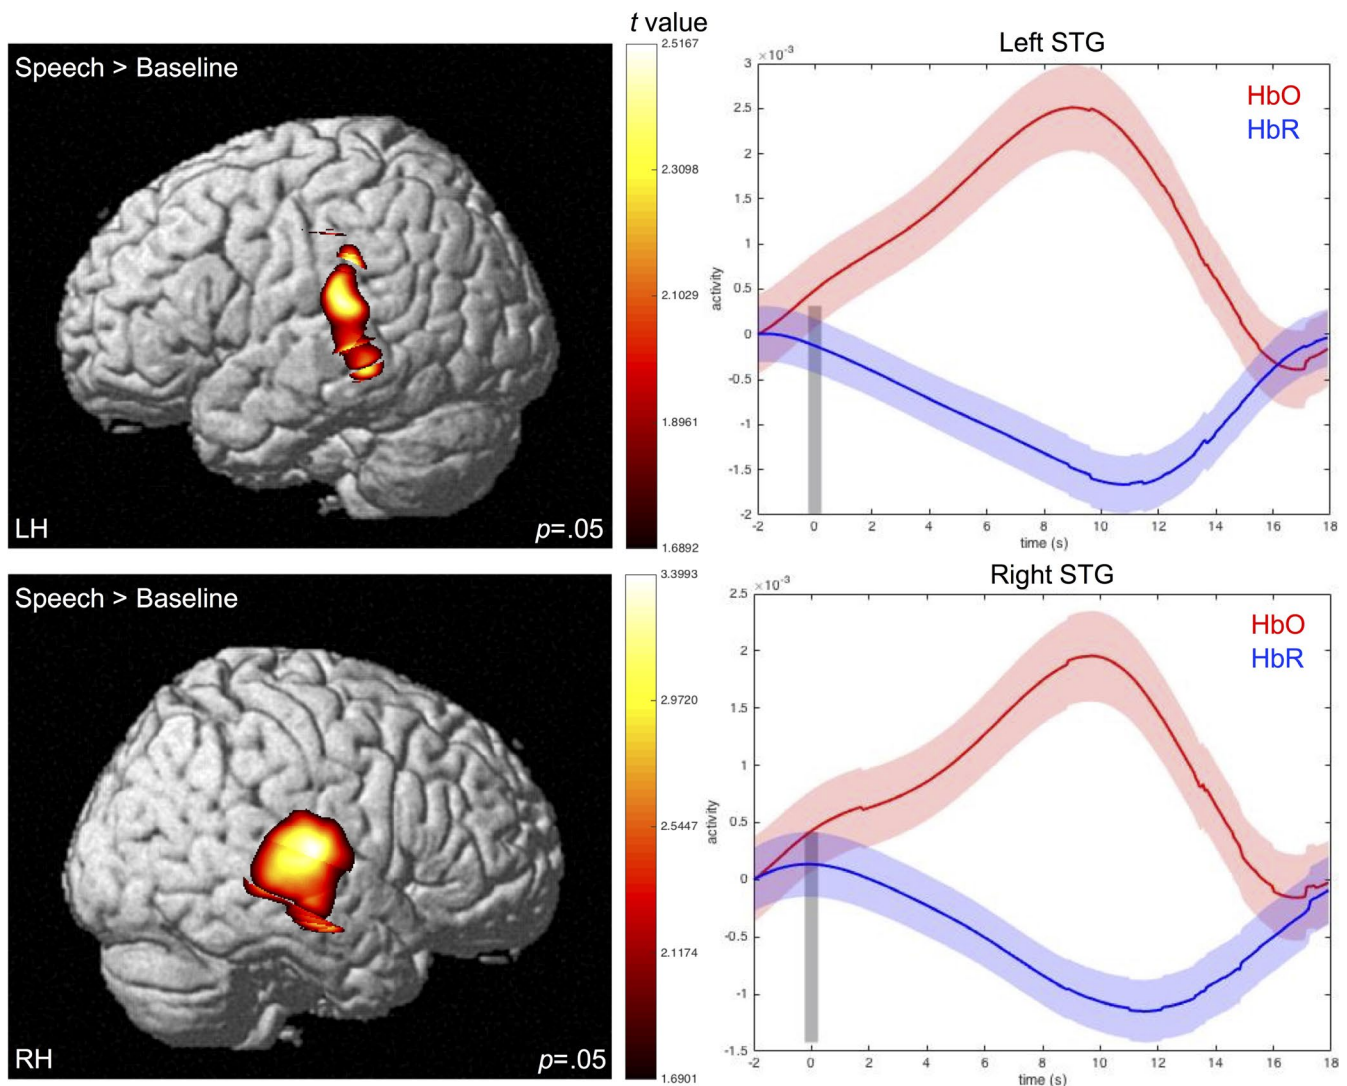 t value
Speech > Baseline
LH
p=.05
2.5167
2.3098
2.1029
1.8961
1.6892
Left STG
×10⁻³
HbO
HbR
3
2.5
2
1.5
1
0.5
0
-0.5
-1
-1.5
-2
activity
-2 0 2 4 6 8 10 12 14 16 18
time (s)
Speech > Baseline
RH
p=.05
3.3993
2.9720
2.5447
2.1174
1.6901
Right STG
×10⁻³
HbO
HbR
2.5
2
1.5
1
0.5
0
-0.5
-1
-1.5
activity
-2 0 2 4 6 8 10 12 14 16 18
time (s)